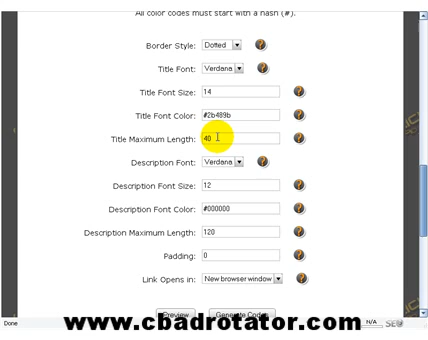 All color codes must start with a hash (#).
Border Style: Dotted
Title Font: Verdana
Title Font Size: 14
Title Font Color: #2b489b
Title Maximum Length: 40
Description Font: Verdana
Description Font Size: 12
Description Font Color: #000000
Description Maximum Length: 120
Padding: 0
Link Opens in: New browser window
Preview Generate Codes
Done N/A
www.cbadrotator.com